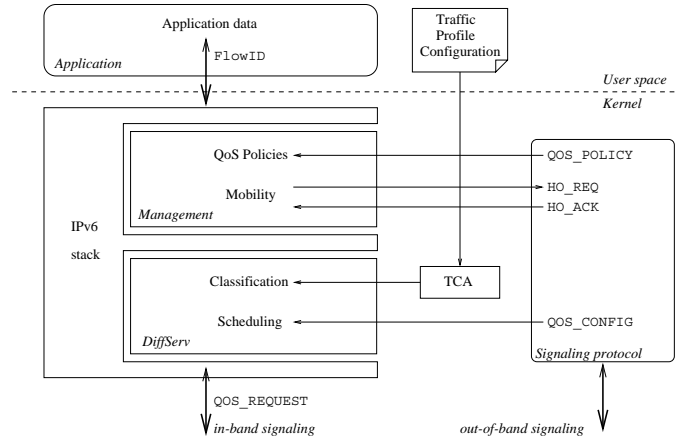 Application data
FlowID
Application
Traffic
Profile
Configuration
User space
Kernel
IPv6
stack
QoS Policies
Mobility
Management
QOS_POLICY
HO_REQ
HO_ACK
Classification
TCA
Scheduling
DiffServ
QOS_CONFIG
Signaling protocol
QOS_REQUEST
in-band signaling
out-of-band signaling